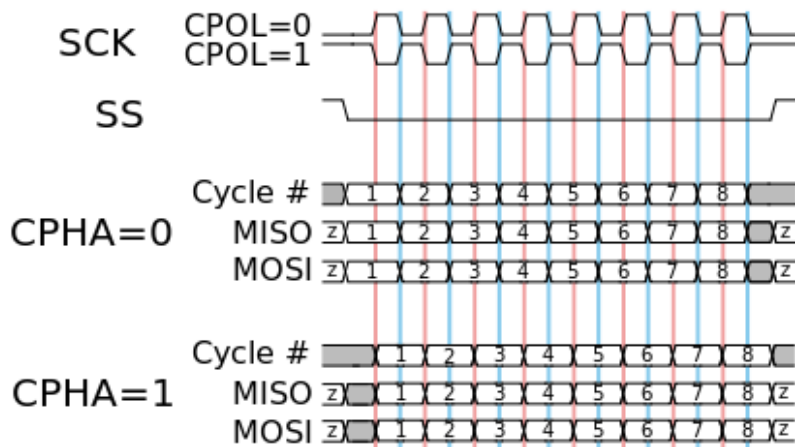 SCK
CPOL=0
CPOL=1
SS
Cycle # 1 2 3 4 5 6 7 8
CPHA=0
MISO z 1 2 3 4 5 6 7 8 z
MOSI z 1 2 3 4 5 6 7 8 z
Cycle # 1 2 3 4 5 6 7 8
CPHA=1
MISO z 1 2 3 4 5 6 7 8 z
MOSI z 1 2 3 4 5 6 7 8 z